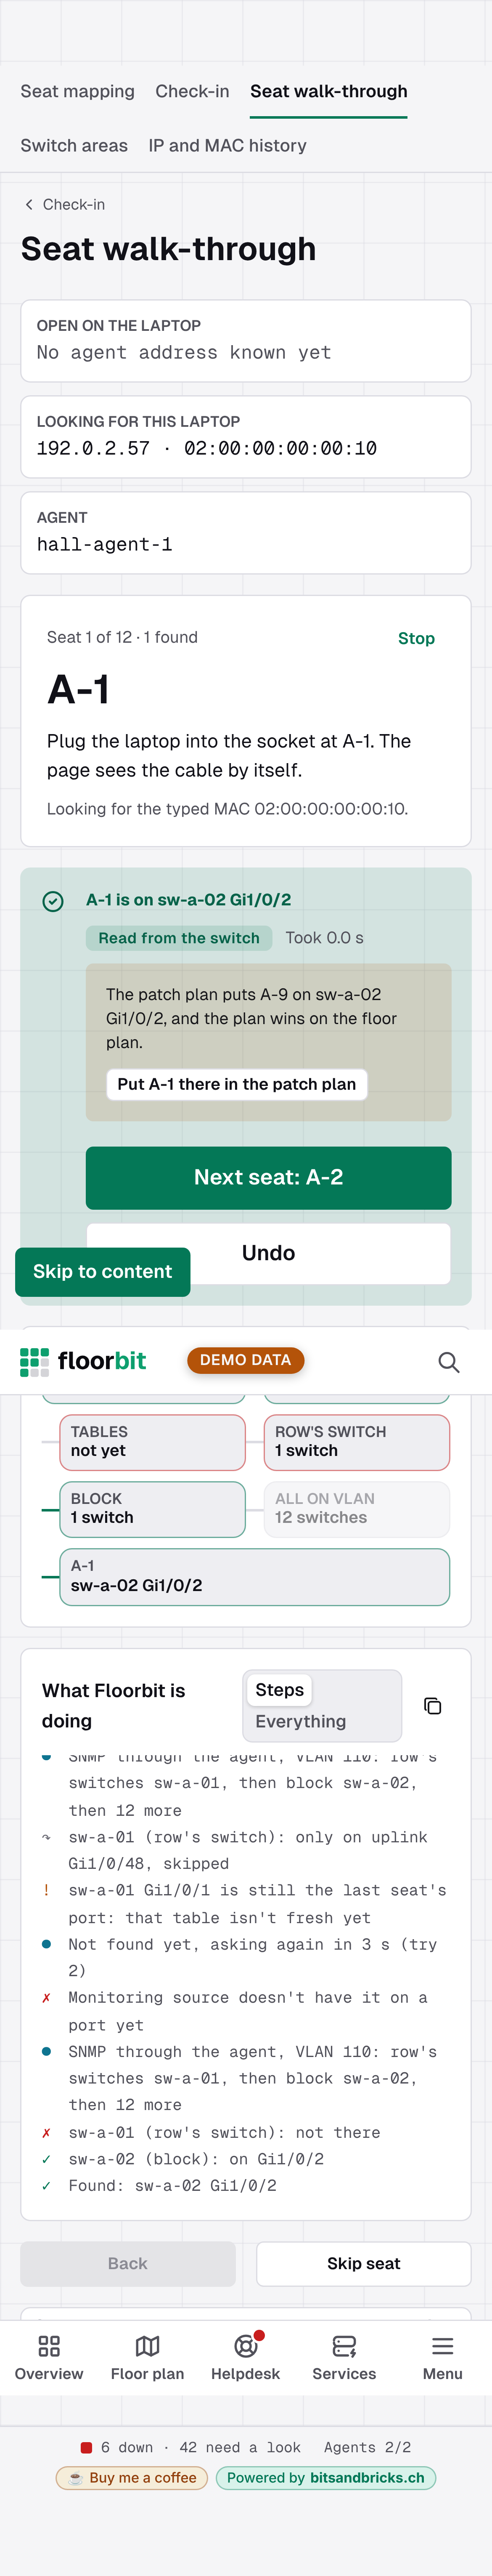 Seat mapping
Check-in
Seat walk-through
Switch areas
IP and MAC history
Check-in
Seat walk-through
OPEN ON THE LAPTOP
No agent address known yet
LOOKING FOR THIS LAPTOP
192.0.2.57 · 02:00:00:00:00:10
AGENT
hall-agent-1
Seat 1 of 12 · 1 found
Stop
A-1
Plug the laptop into the socket at A-1. The
page sees the cable by itself.
Looking for the typed MAC 02:00:00:00:00:10.
A-1 is on sw-a-02 Gi1/0/2
Read from the switch
Took 0.0 s
The patch plan puts A-9 on sw-a-02
Gi1/0/2, and the plan wins on the floor
plan.
Put A-1 there in the patch plan
Next seat: A-2
Undo
Skip to content
floorbit
DEMO DATA
TABLES
not yet
ROW'S SWITCH
1 switch
BLOCK
1 switch
ALL ON VLAN
12 switches
A-1
sw-a-02 Gi1/0/2
What Floorbit is
doing
Steps
Everything
SNMP through the agent, VLAN 110: row's
switches sw-a-01, then block sw-a-02,
then 12 more
↷ sw-a-01 (row's switch): only on uplink
Gi1/0/48, skipped
! sw-a-01 Gi1/0/1 is still the last seat's
port: that table isn't fresh yet
● Not found yet, asking again in 3 s (try
2)
✗ Monitoring source doesn't have it on a
port yet
● SNMP through the agent, VLAN 110: row's
switches sw-a-01, then block sw-a-02,
then 12 more
✗ sw-a-01 (row's switch): not there
✓ sw-a-02 (block): on Gi1/0/2
✓ Found: sw-a-02 Gi1/0/2
Back
Skip seat
Overview
Floor plan
Helpdesk
Services
Menu
6 down · 42 need a look
Agents 2/2
☕ Buy me a coffee
Powered by bitsandbricks.ch